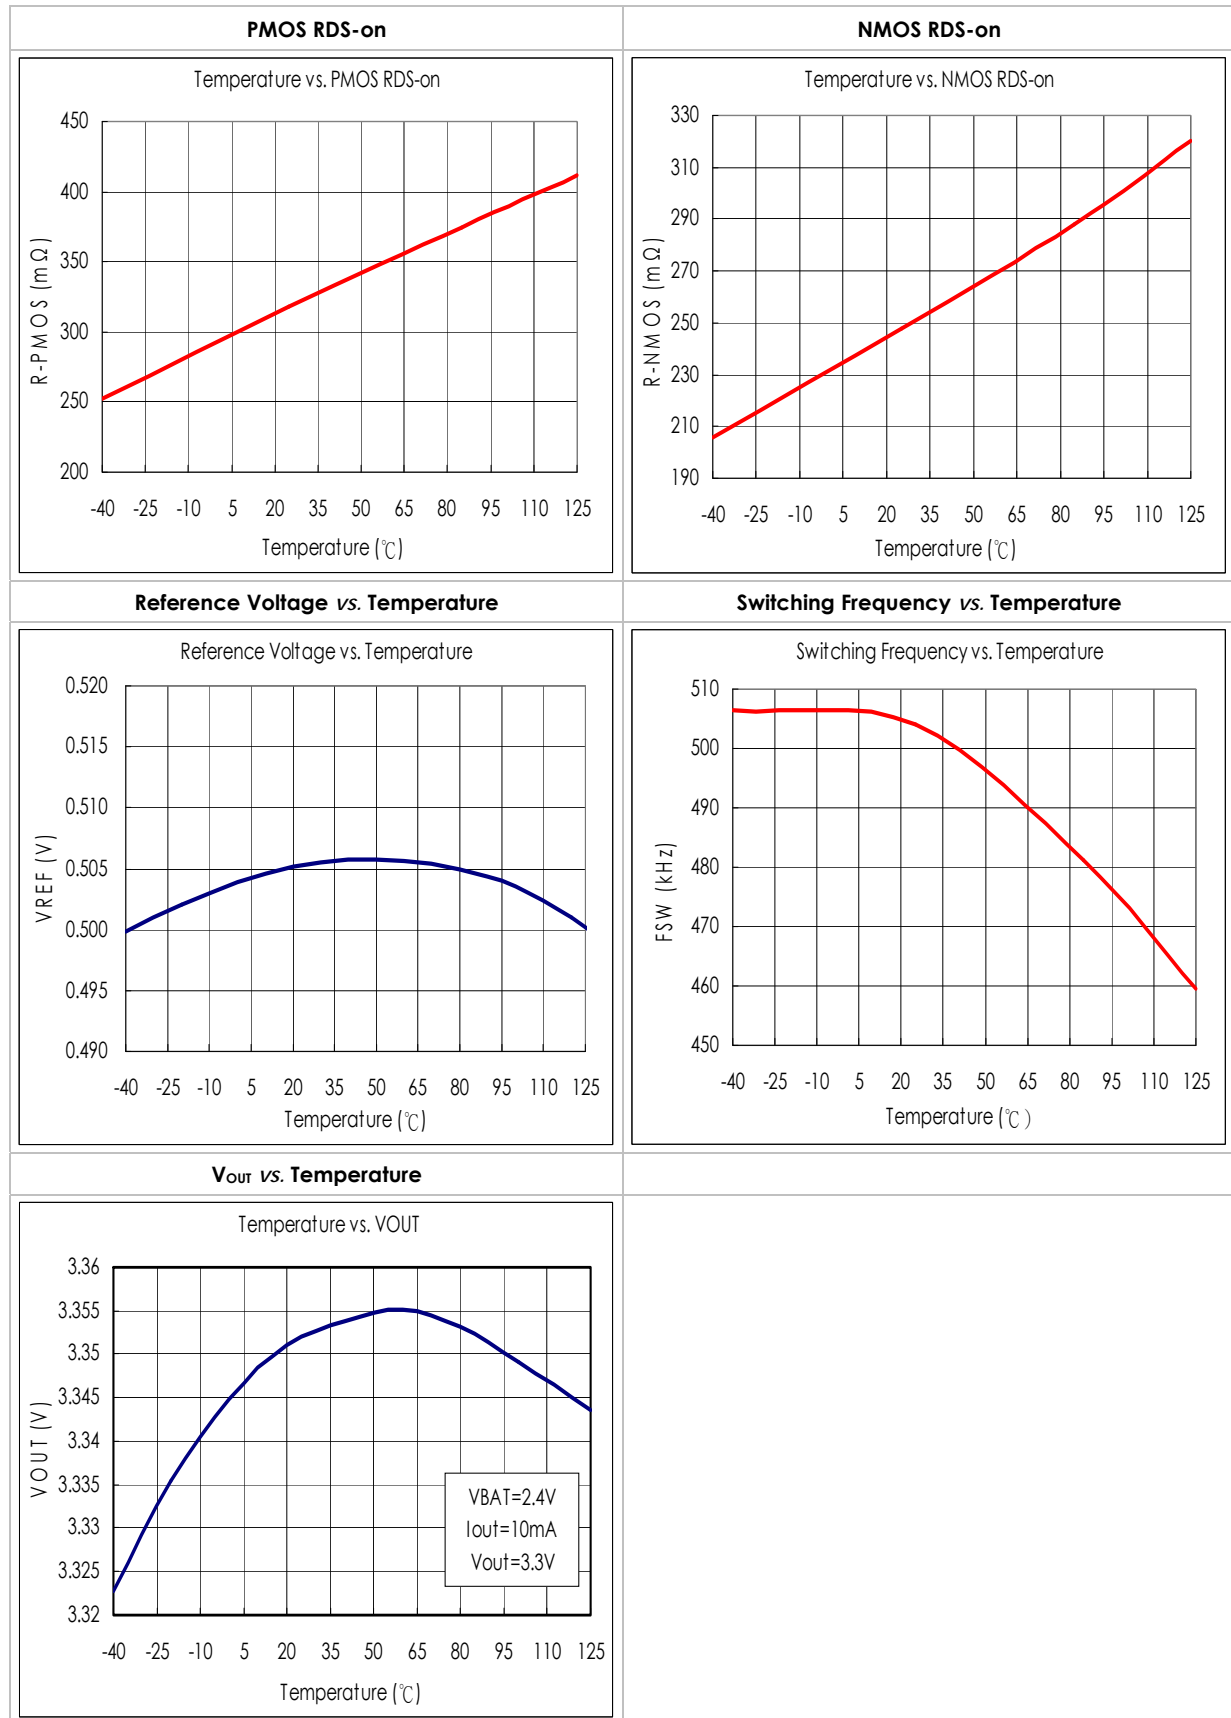 PMOS RDS-on
NMOS RDS-on
Temperature vs. PMOS RDS-on
450
400
350
300
250
200
R-PMOS (mΩ)
-40 -25 -10 5 20 35 50 65 80 95 110 125
Temperature (℃)
Temperature vs. NMOS RDS-on
330
310
290
270
250
230
210
190
R-NMOS (mΩ)
-40 -25 -10 5 20 35 50 65 80 95 110 125
Temperature (℃)
Reference Voltage vs. Temperature
Switching Frequency vs. Temperature
Reference Voltage vs. Temperature
0.520
0.515
0.510
0.505
0.500
0.495
0.490
VREF (V)
-40 -25 -10 5 20 35 50 65 80 95 110 125
Temperature (℃)
Switching Frequency vs. Temperature
510
500
490
480
470
460
450
FSW (kHz)
-40 -25 -10 5 20 35 50 65 80 95 110 125
Temperature (℃)
VOUT vs. Temperature
Temperature vs. VOUT
3.36
3.355
3.35
3.345
3.34
3.335
3.33
3.325
3.32
VOUT (V)
VBAT=2.4V
Iout=10mA
Vout=3.3V
-40 -25 -10 5 20 35 50 65 80 95 110 125
Temperature (℃)